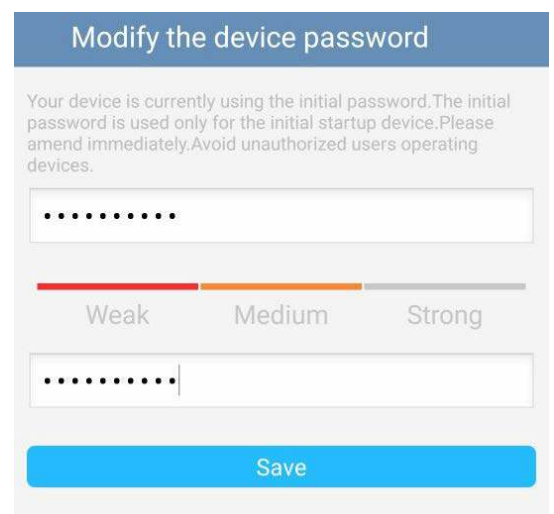 Modify the device password
Your device is currently using the initial password.The initial
password is used only for the initial startup device.Please
amend immediately.Avoid unauthorized users operating
devices.
••••••••••
Weak Medium Strong
••••••••••
Save